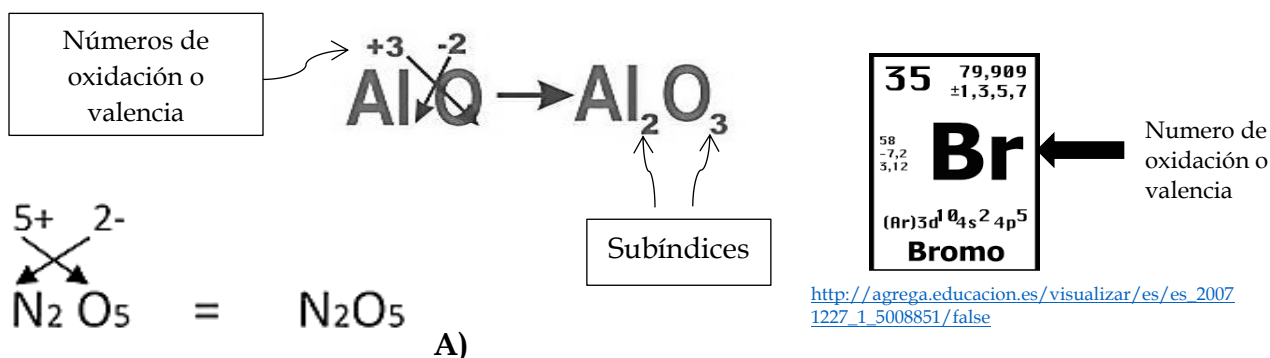 Números de
oxidación o
valencia
+3 -2
Al O → Al₂O₃
Subíndices
5+ 2-
N₂ O₅ = N₂O₅
A)
35 79,909
±1,3,5,7
58
-7,2
3,12
Br
(Ar)3d¹⁰4s²4p⁵
Bromo
Numero de
oxidación o
valencia
http://agrega.educacion.es/visualizar/es/es_2007
1227_1_5008851/false